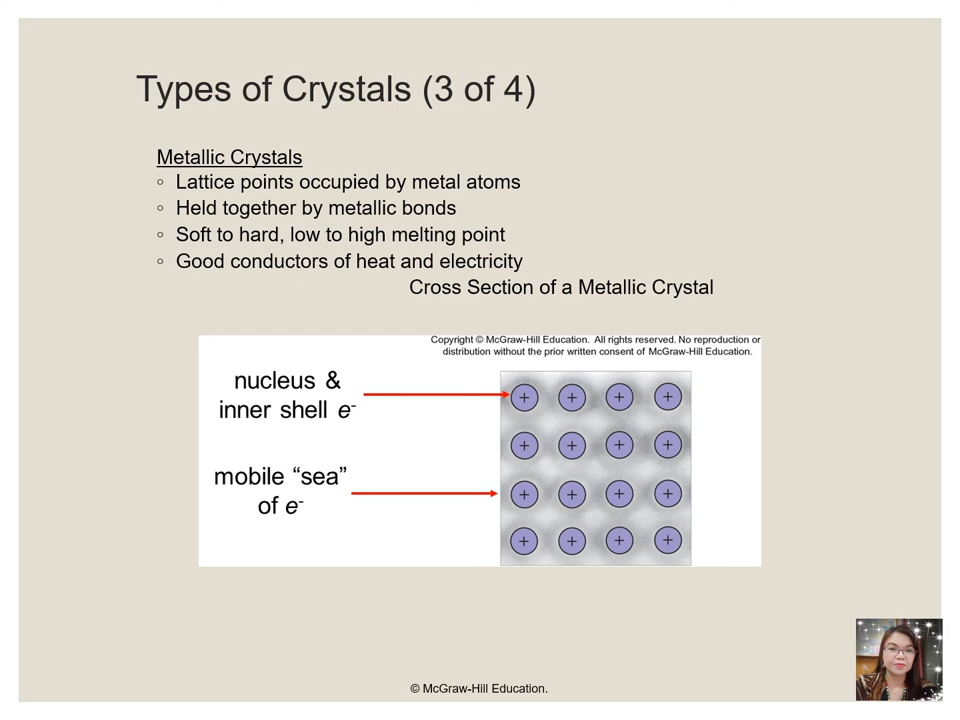 Types of Crystals (3 of 4)
Metallic Crystals
◦ Lattice points occupied by metal atoms
◦ Held together by metallic bonds
◦ Soft to hard, low to high melting point
◦ Good conductors of heat and electricity
Cross Section of a Metallic Crystal
Copyright © McGraw-Hill Education. All rights reserved. No reproduction or
distribution without the prior written consent of McGraw-Hill Education.
nucleus &
inner shell e-
mobile “sea”
of e-
+ + + +
+ + + +
+ + + +
+ + + +
© McGraw-Hill Education.